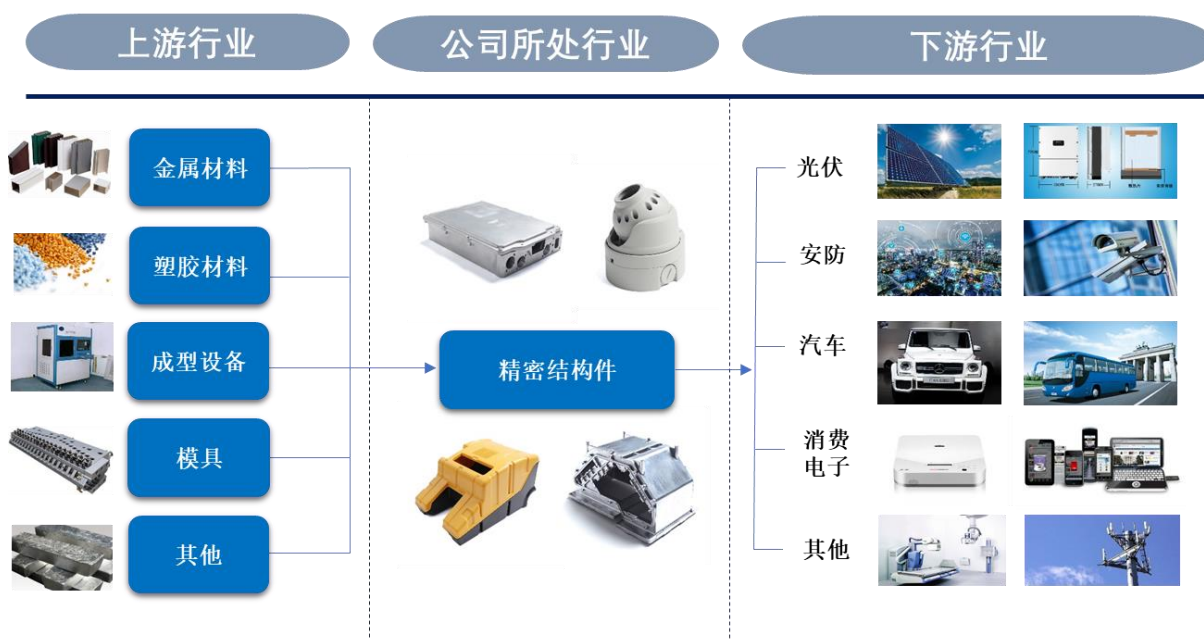 上游行业
公司所处行业
下游行业
金属材料
塑胶材料
成型设备
模具
其他
精密结构件
光伏
安防
汽车
消费
电子
其他